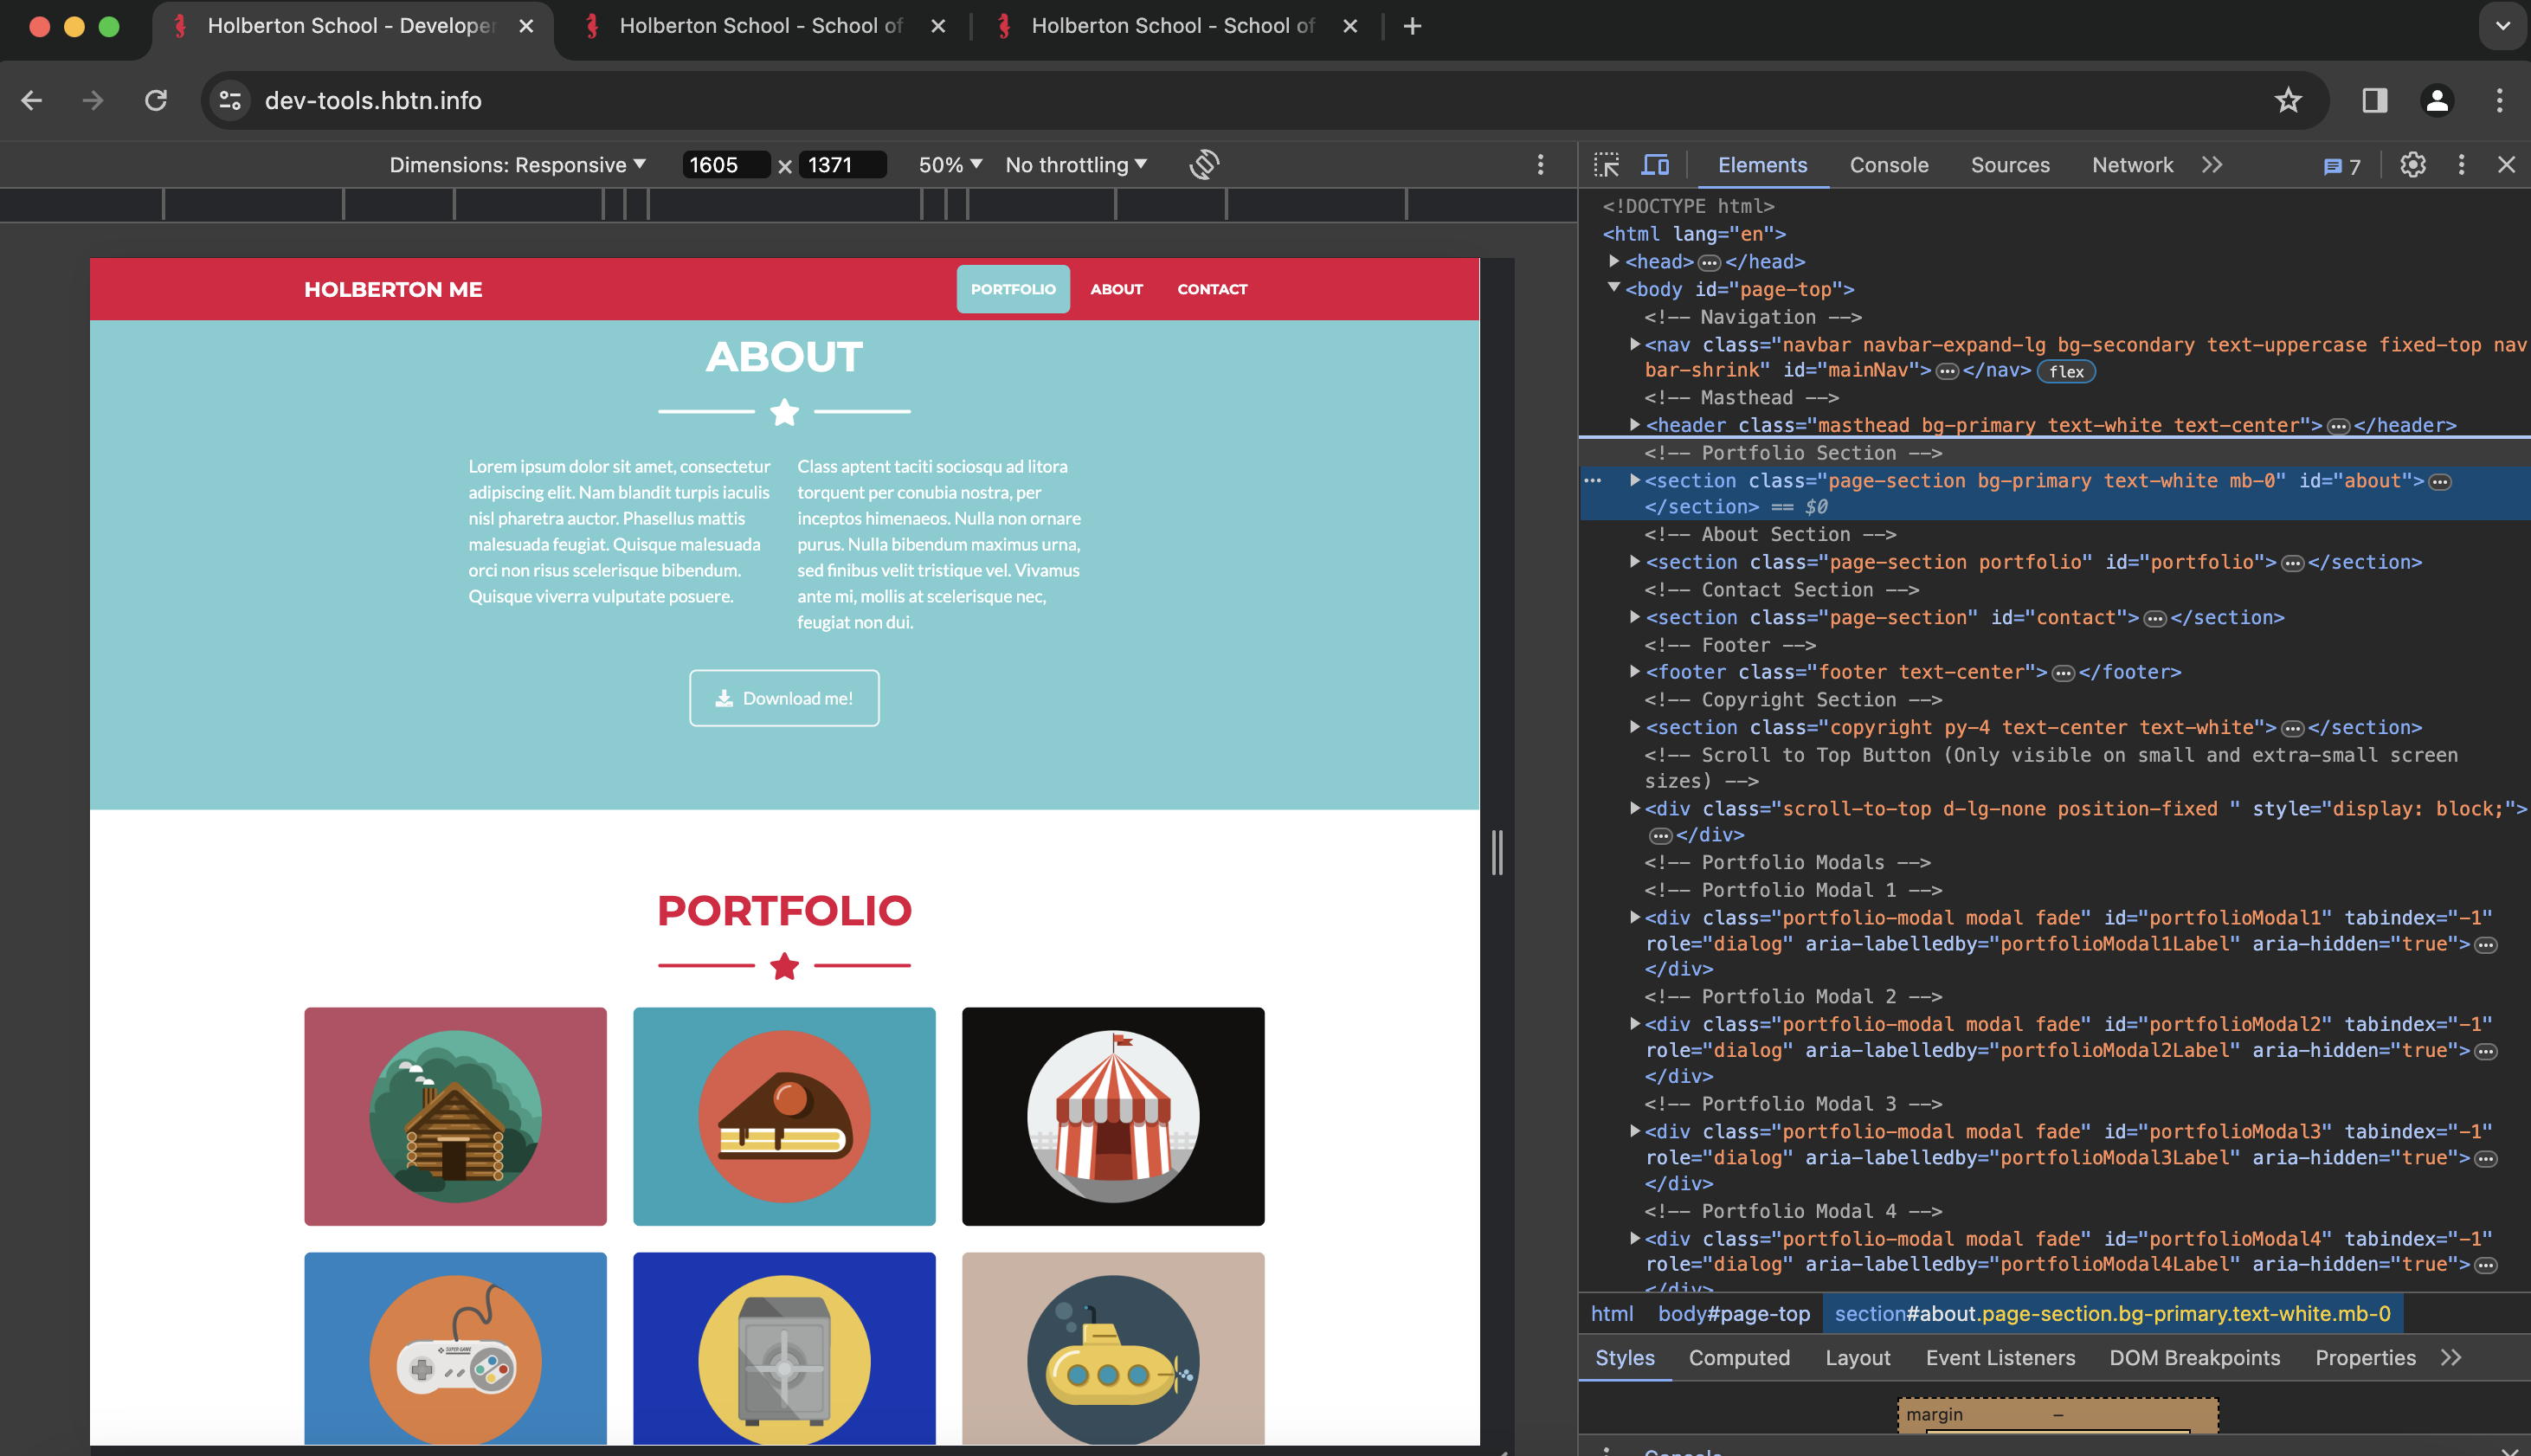 Holberton School - Developer
Holberton School - School of
Holberton School - School of
dev-tools.hbtn.info
Dimensions: Responsive 1605 x 1371 50% No throttling
Elements Console Sources Network 7
HOLBERTON ME
PORTFOLIO ABOUT CONTACT
ABOUT
Lorem ipsum dolor sit amet, consectetur
adipiscing elit. Nam blandit turpis iaculis
nisl pharetra auctor. Phasellus mattis
malesuada feugiat. Quisque malesuada
orci non risus scelerisque bibendum.
Quisque viverra vulputate posuere.
Class aptent taciti sociosqu ad litora
torquent per conubia nostra, per
inceptos himenaeos. Nulla non ornare
purus. Nulla bibendum maximus urna,
sed finibus velit tristique vel. Vivamus
ante mi, mollis at scelerisque nec,
feugiat non dui.
Download me!
PORTFOLIO
<!DOCTYPE html>
<html lang="en">
<head>…</head>
<body id="page-top">
<!-- Navigation -->
<nav class="navbar navbar-expand-lg bg-secondary text-uppercase fixed-top nav
bar-shrink" id="mainNav">…</nav> flex
<!-- Masthead -->
<header class="masthead bg-primary text-white text-center">…</header>
<!-- Portfolio Section -->
<section class="page-section bg-primary text-white mb-0" id="about">…
</section> == $0
<!-- About Section -->
<section class="page-section portfolio" id="portfolio">…</section>
<!-- Contact Section -->
<section class="page-section" id="contact">…</section>
<!-- Footer -->
<footer class="footer text-center">…</footer>
<!-- Copyright Section -->
<section class="copyright py-4 text-center text-white">…</section>
<!-- Scroll to Top Button (Only visible on small and extra-small screen
sizes) -->
<div class="scroll-to-top d-lg-none position-fixed " style="display: block;">
…</div>
<!-- Portfolio Modals -->
<!-- Portfolio Modal 1 -->
<div class="portfolio-modal modal fade" id="portfolioModal1" tabindex="-1"
role="dialog" aria-labelledby="portfolioModal1Label" aria-hidden="true">…
</div>
<!-- Portfolio Modal 2 -->
<div class="portfolio-modal modal fade" id="portfolioModal2" tabindex="-1"
role="dialog" aria-labelledby="portfolioModal2Label" aria-hidden="true">…
</div>
<!-- Portfolio Modal 3 -->
<div class="portfolio-modal modal fade" id="portfolioModal3" tabindex="-1"
role="dialog" aria-labelledby="portfolioModal3Label" aria-hidden="true">…
</div>
<!-- Portfolio Modal 4 -->
<div class="portfolio-modal modal fade" id="portfolioModal4" tabindex="-1"
role="dialog" aria-labelledby="portfolioModal4Label" aria-hidden="true">…
</div>
html body#page-top section#about.page-section.bg-primary.text-white.mb-0
Styles Computed Layout Event Listeners DOM Breakpoints Properties
margin –
Console